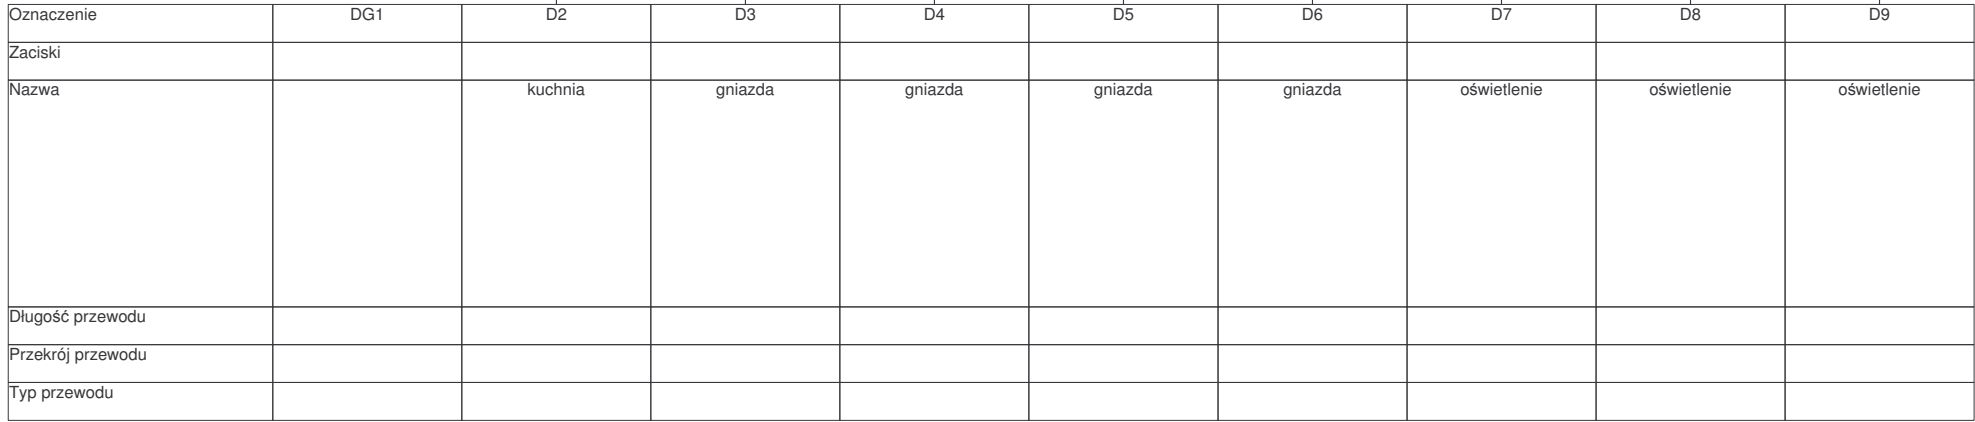 Oznaczenie DG1 D2 D3 D4 D5 D6 D7 D8 D9
Zaciski
Nazwa kuchnia gniazda gniazda gniazda gniazda oświetlenie oświetlenie oświetlenie
Długość przewodu
Przekrój przewodu
Typ przewodu